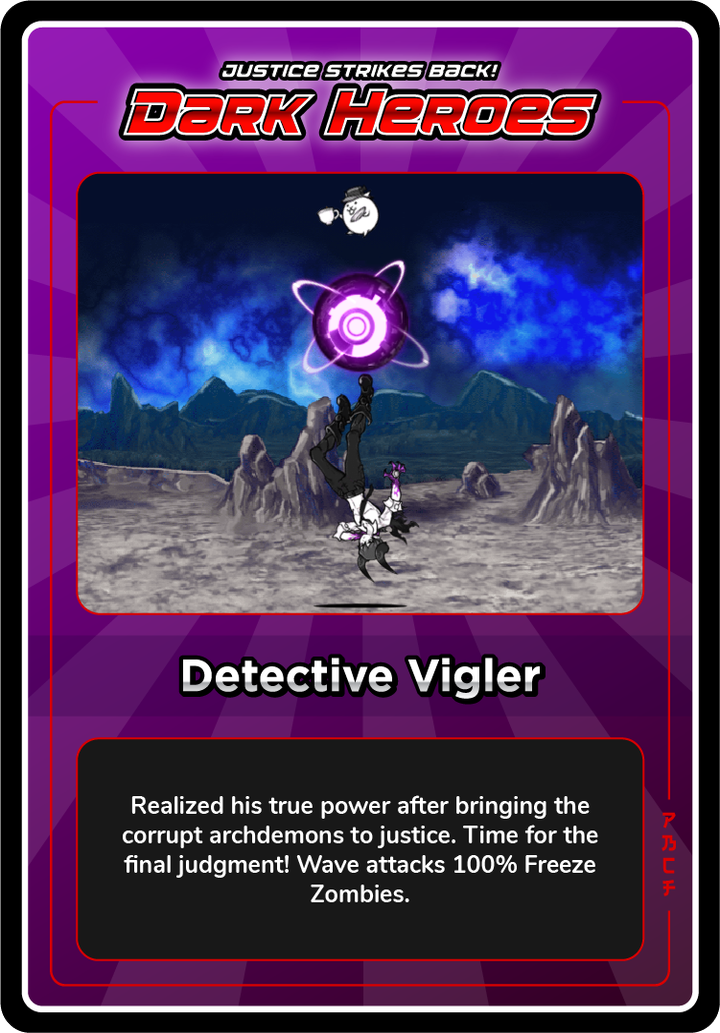 JUSTICE STRIKES BACK!
DARK HEROES
Detective Vigler
Realized his true power after bringing the
corrupt archdemons to justice. Time for the
final judgment! Wave attacks 100% Freeze
Zombies.